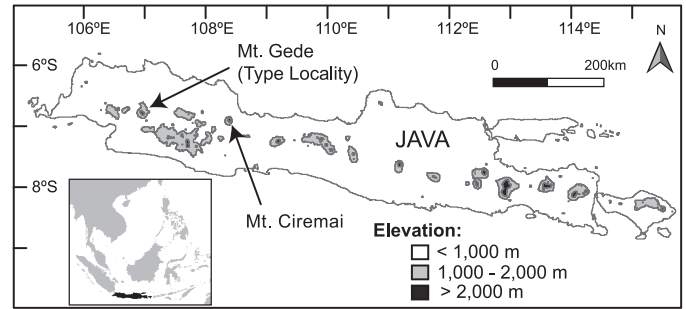 106ºE 108ºE 110ºE 112ºE 114ºE
6ºS
Mt. Gede
(Type Locality)
N
0 200km
JAVA
8ºS
Mt. Ciremai
Elevation:
< 1,000 m
1,000 - 2,000 m
> 2,000 m